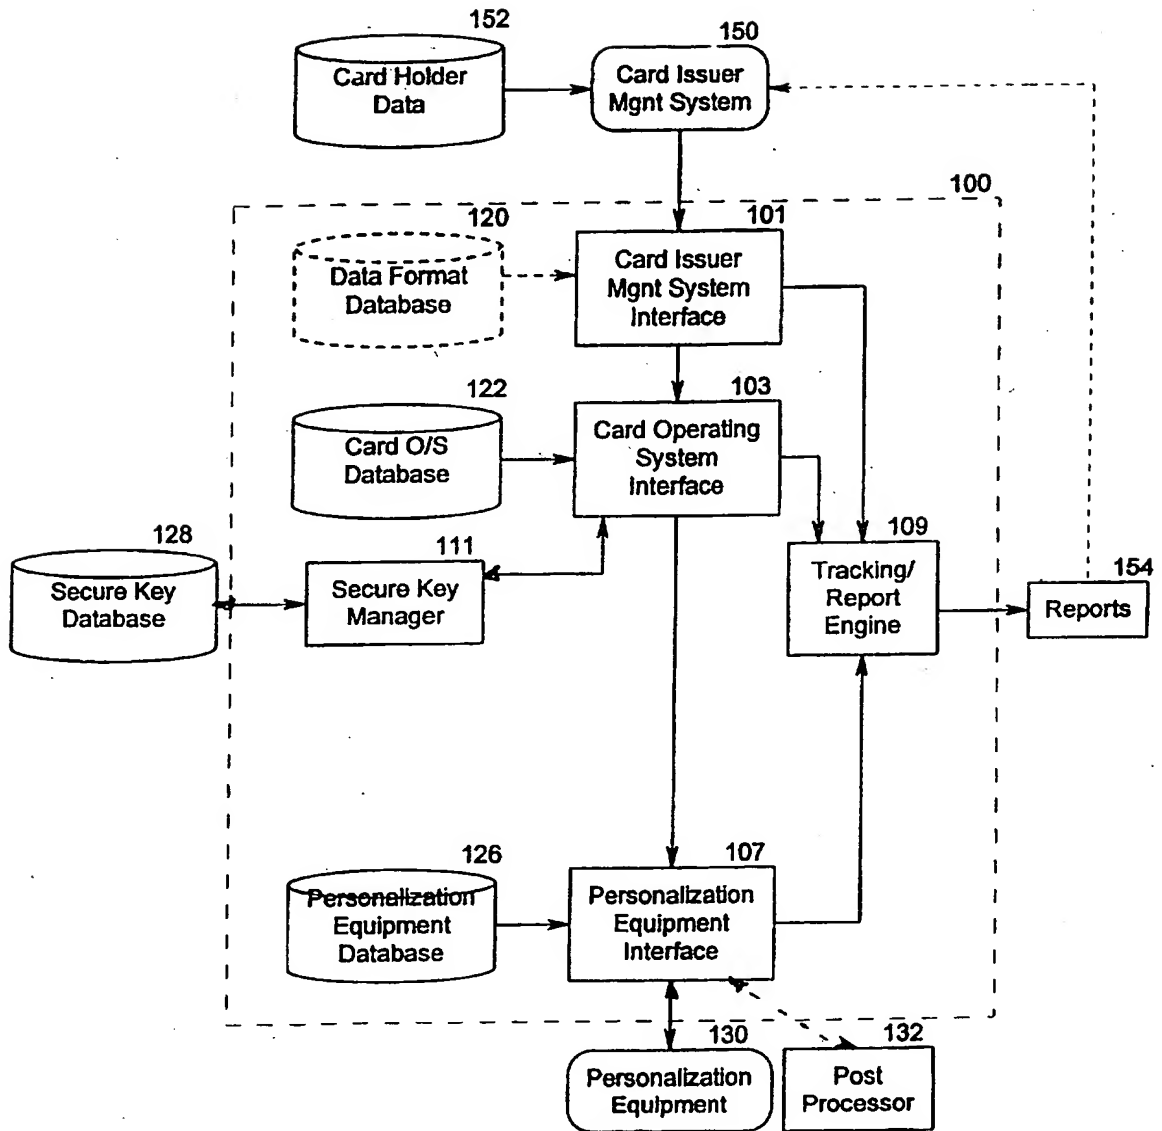 152
Card Holder
Data
150
Card Issuer
Mgnt System
100
120
Data Format
Database
101
Card Issuer
Mgnt System
Interface
122
Card O/S
Database
103
Card Operating
System
Interface
128
Secure Key
Database
111
Secure Key
Manager
109
Tracking/
Report
Engine
154
Reports
126
Personalization
Equipment
Database
107
Personalization
Equipment
Interface
130
Personalization
Equipment
132
Post
Processor